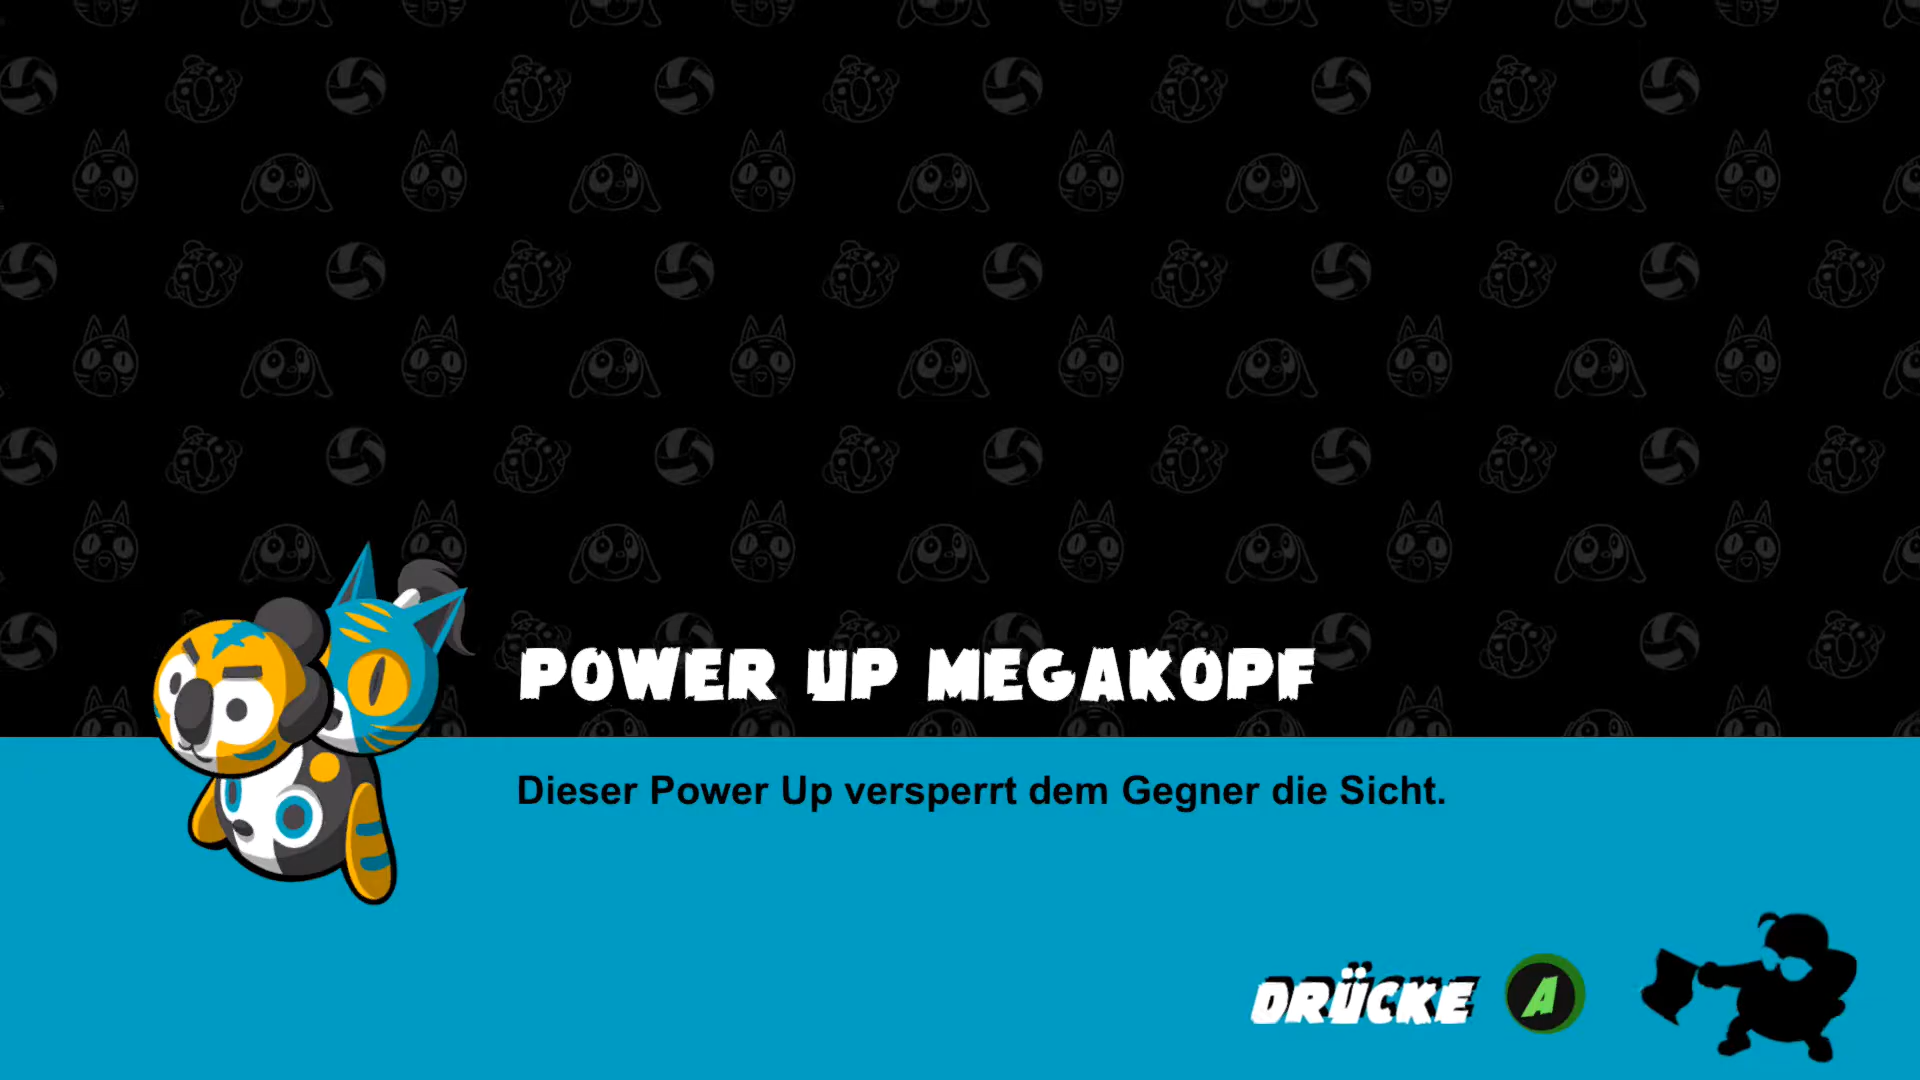 POWER UP MEGAKOPF
Dieser Power Up versperrt dem Gegner die Sicht.
DRÜCKE A